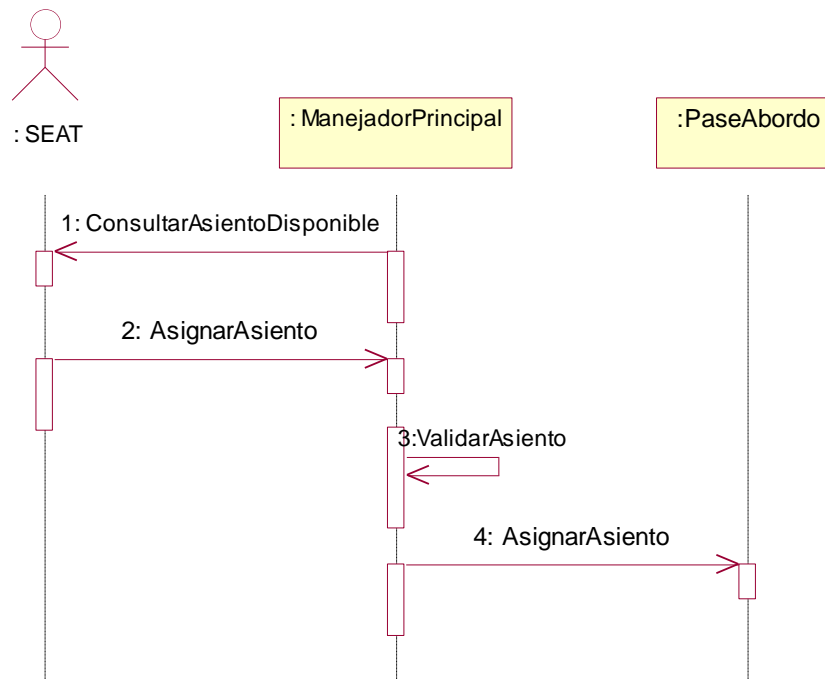 : SEAT
: ManejadorPrincipal
:PaseAbordo
1: ConsultarAsientoDisponible
2: AsignarAsiento
3:ValidarAsiento
4: AsignarAsiento